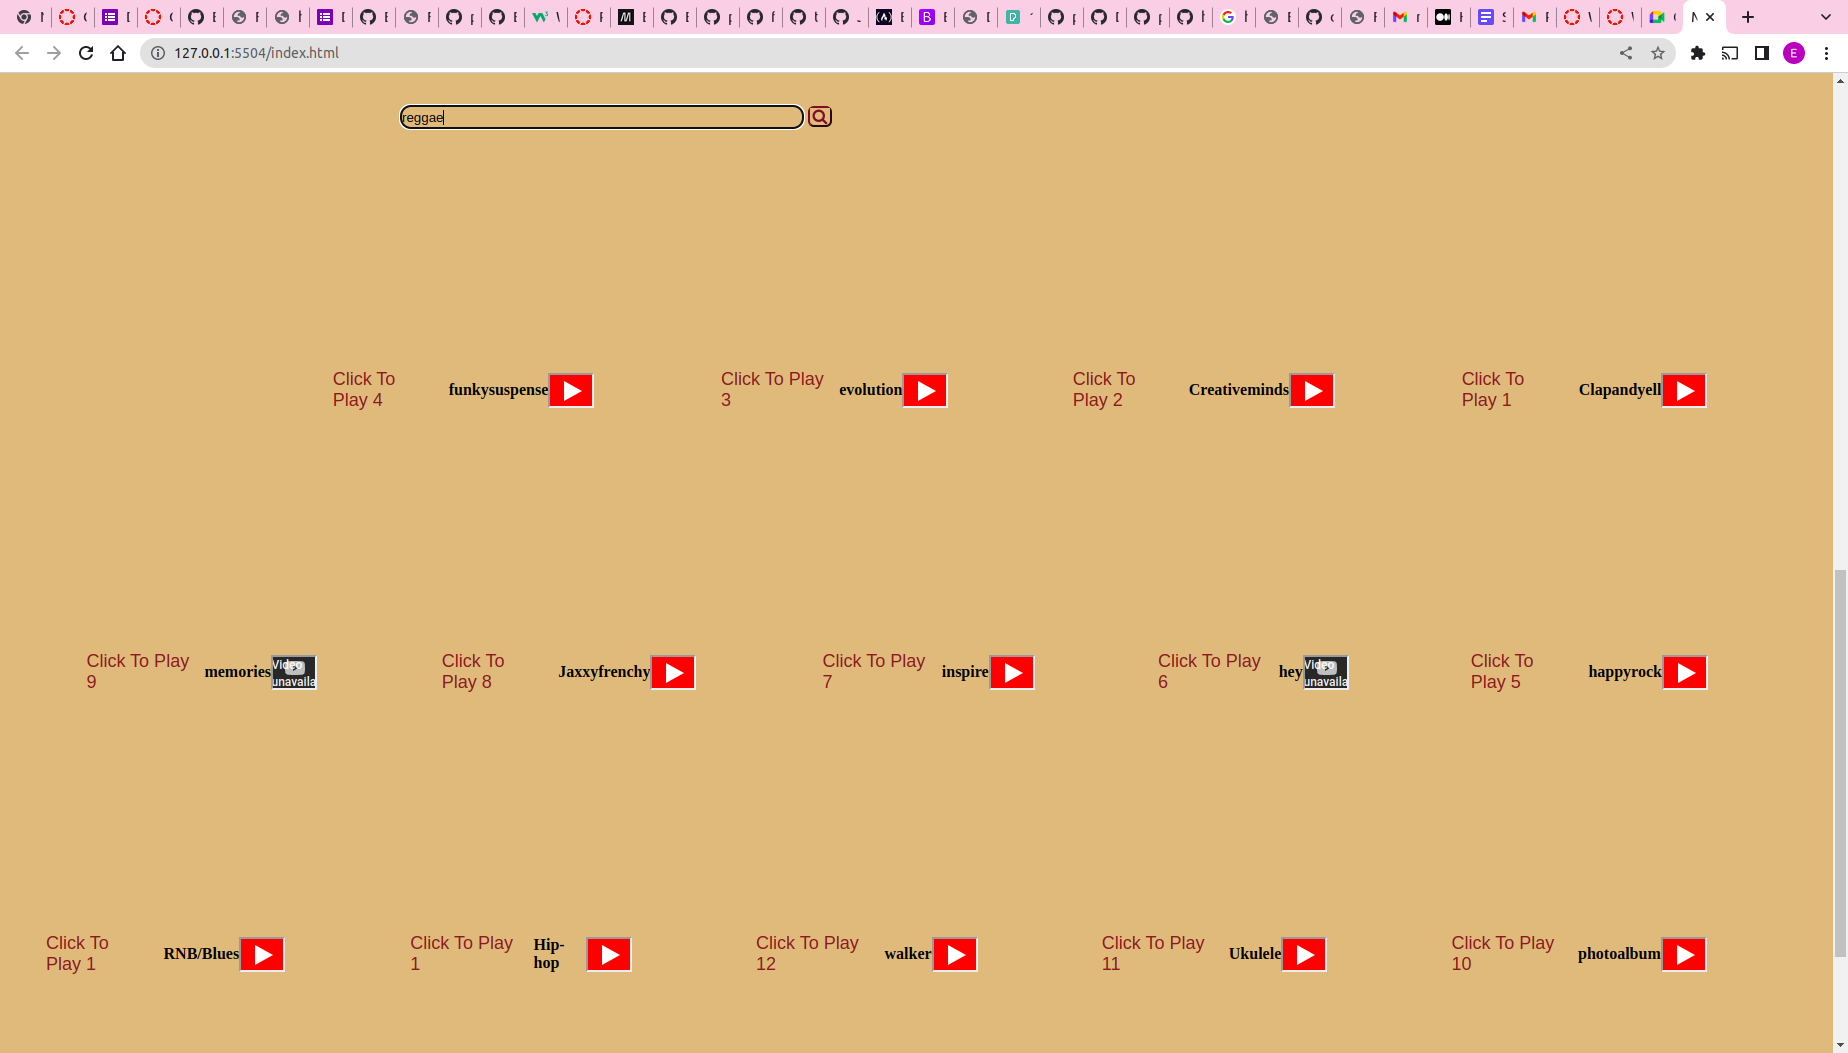 127.0.0.1:5504/index.html
E
reggae
Click To
Play 4
funkysuspense
Click To Play
3
evolution
Click To
Play 2
Creativeminds
Click To
Play 1
Clapandyell
Click To Play
9
memories
Video
unavaila
Click To
Play 8
Jaxxyfrenchy
Click To Play
7
inspire
Click To Play
6
hey
Video
unavaila
Click To
Play 5
happyrock
Click To
Play 1
RNB/Blues
Click To Play
1
Hip-
hop
Click To Play
12
walker
Click To Play
11
Ukulele
Click To Play
10
photoalbum